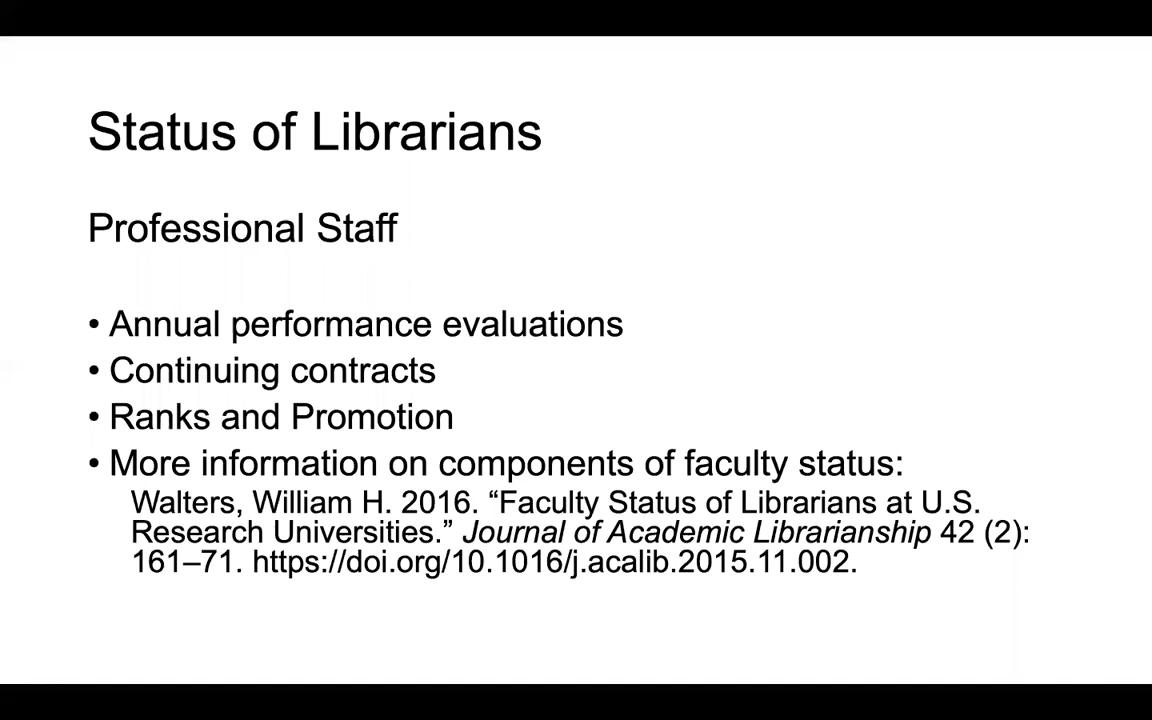 Status of Librarians
Professional Staff
• Annual performance evaluations
• Continuing contracts
• Ranks and Promotion
• More information on components of faculty status:
Walters, William H. 2016. “Faculty Status of Librarians at U.S.
Research Universities.” Journal of Academic Librarianship 42 (2):
161–71. https://doi.org/10.1016/j.acalib.2015.11.002.